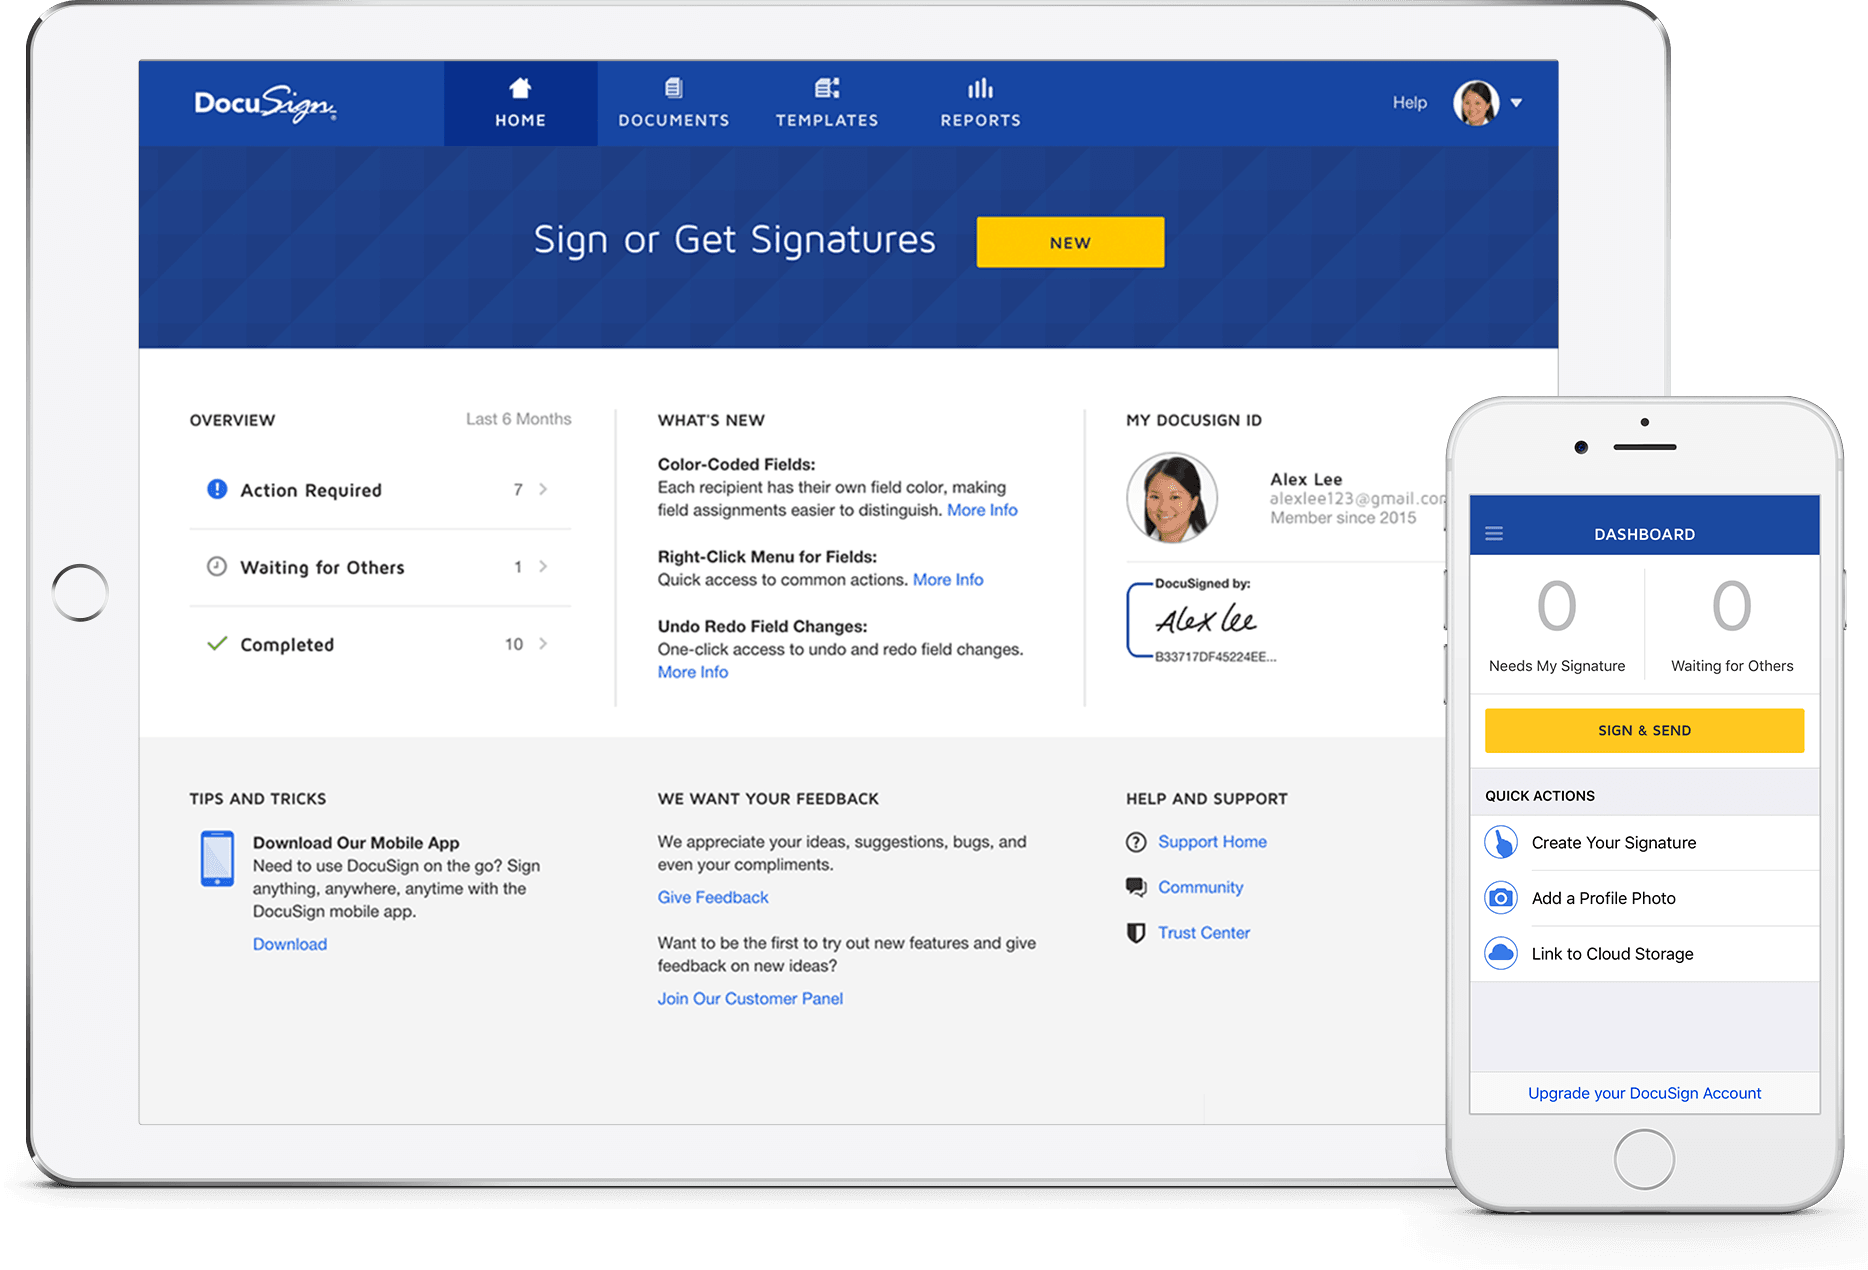 DocuSign
HOME
DOCUMENTS
TEMPLATES
REPORTS
Help
Sign or Get Signatures
NEW
OVERVIEW
Last 6 Months
Action Required 7
Waiting for Others 1
Completed 10
WHAT'S NEW
Color-Coded Fields:
Each recipient has their own field color, making
field assignments easier to distinguish. More Info
Right-Click Menu for Fields:
Quick access to common actions. More Info
Undo Redo Field Changes:
One-click access to undo and redo field changes.
More Info
MY DOCUSIGN ID
Alex Lee
alexlee123@gmail.com
Member since 2015
DocuSigned by:
Alex Lee
B33717DF45224EE...
TIPS AND TRICKS
Download Our Mobile App
Need to use DocuSign on the go? Sign
anything, anywhere, anytime with the
DocuSign mobile app.
Download
WE WANT YOUR FEEDBACK
We appreciate your ideas, suggestions, bugs, and
even your compliments.
Give Feedback
Want to be the first to try out new features and give
feedback on new ideas?
Join Our Customer Panel
HELP AND SUPPORT
Support Home
Community
Trust Center
DASHBOARD
0
Needs My Signature
0
Waiting for Others
SIGN & SEND
QUICK ACTIONS
Create Your Signature
Add a Profile Photo
Link to Cloud Storage
Upgrade your DocuSign Account